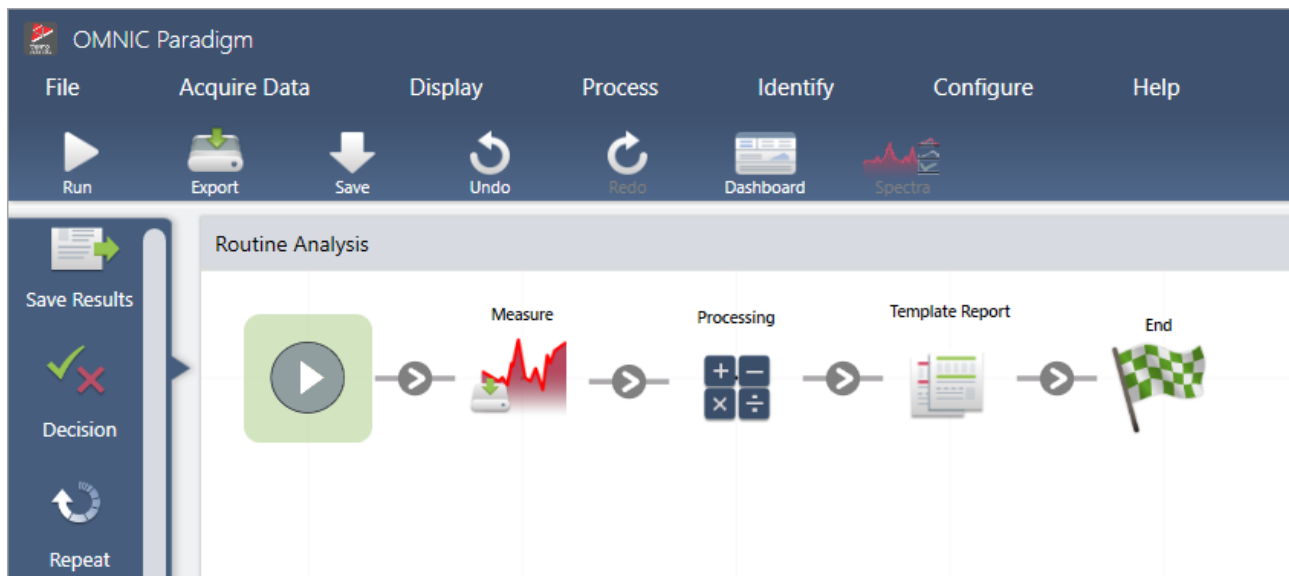 OMNIC Paradigm
File Acquire Data Display Process Identify Configure Help
Run Export Save Undo Redo Dashboard Spectra
Routine Analysis
Save Results
Decision
Repeat
Measure
Processing
Template Report
End